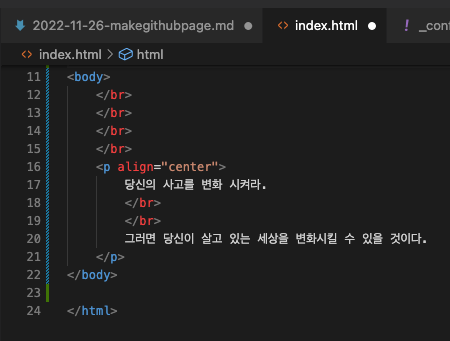 2022-11-26-makegithubpage.md index.html _conf
index.html > html
11 <body>
12 </br>
13 </br>
14 </br>
15 </br>
16 <p align="center">
17 당신의 사고를 변화 시켜라.
18 </br>
19 </br>
20 그러면 당신이 살고 있는 세상을 변화시킬 수 있을 것이다.
21 </p>
22 </body>
23
24 </html>